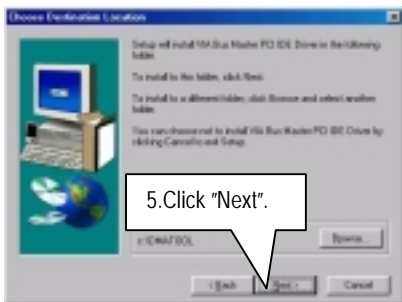 Choose Destination Location
Setup will install VIA Bus Master PCI IDE Driver in the following
folder.
To install to this folder, click Next.
To install to a different folder, click Browse and select another
folder.
You can choose not to install VIA Bus Master PCI IDE Driver by
clicking Cancel to exit Setup.
5.Click "Next".
c:\DMATOOL
Browse...
< Back
Next >
Cancel